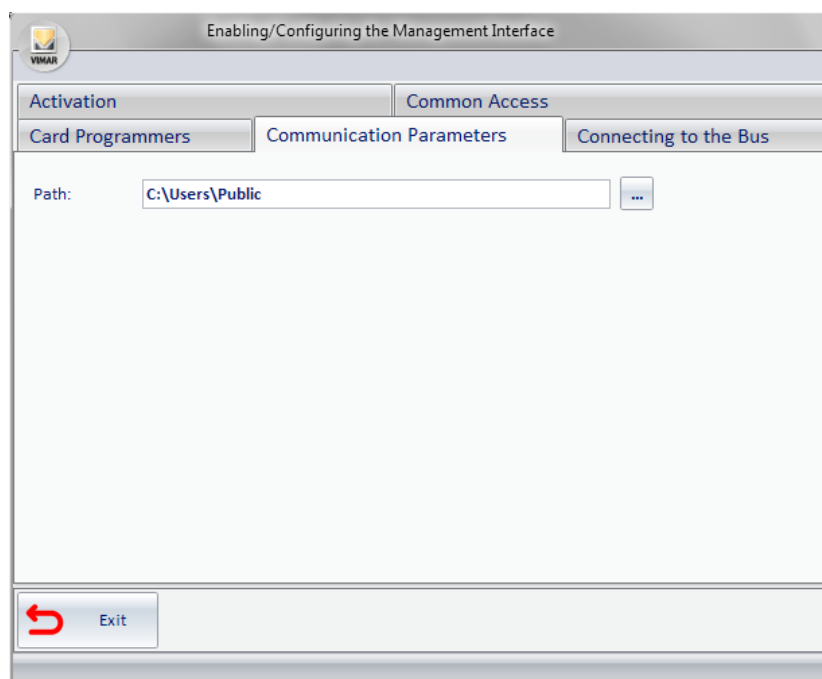 Enabling/Configuring the Management Interface
VIMAR
Activation
Common Access
Card Programmers
Communication Parameters
Connecting to the Bus
Path:
C:\Users\Public
...
Exit